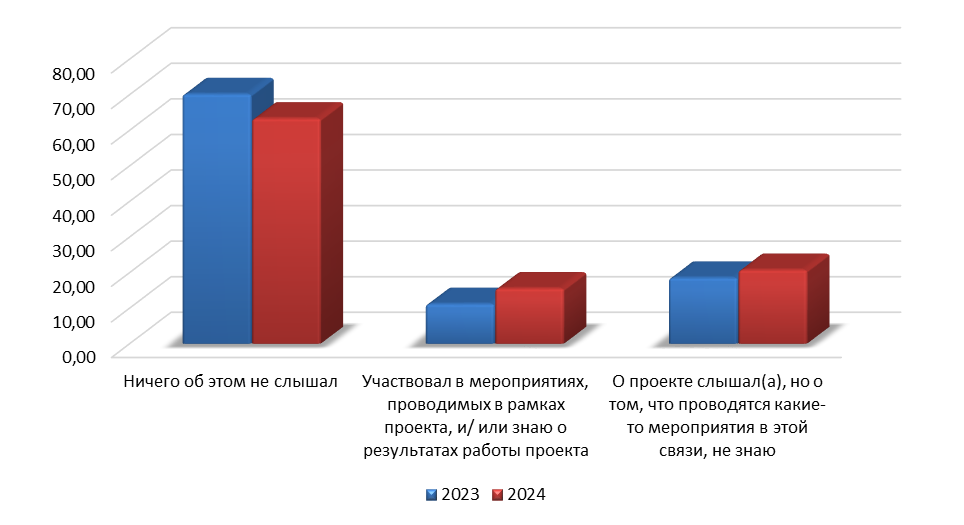 80,00
70,00
60,00
50,00
40,00
30,00
20,00
10,00
0,00
Ничего об этом не слышал
Участвовал в мероприятиях,
проводимых в рамках
проекта, и/ или знаю о
результатах работы проекта
О проекте слышал(а), но о
том, что проводятся какие-
то мероприятия в этой
связи, не знаю
2023
2024